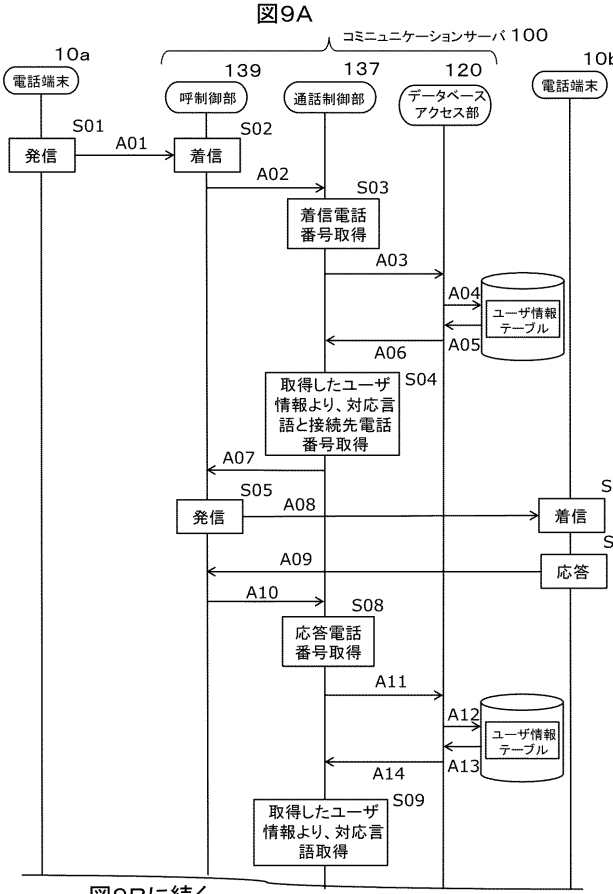 図9A
コミニュニケーションサーバ 100
10a
電話端末
139
呼制御部
137
通話制御部
120
データベース
アクセス部
10b
電話端末
S01
発信
A01
S02
着信
A02
S03
着信電話
番号取得
A03
A04
ユーザ情報
テーブル
A05
A06
S04
取得したユーザ
情報より、対応言
語と接続先電話
番号取得
A07
S05
発信
A08
S
着信
S
応答
A09
A10
S08
応答電話
番号取得
A11
A12
ユーザ情報
テーブル
A13
A14
S09
取得したユーザ
情報より、対応言
語取得
図9Bに続く